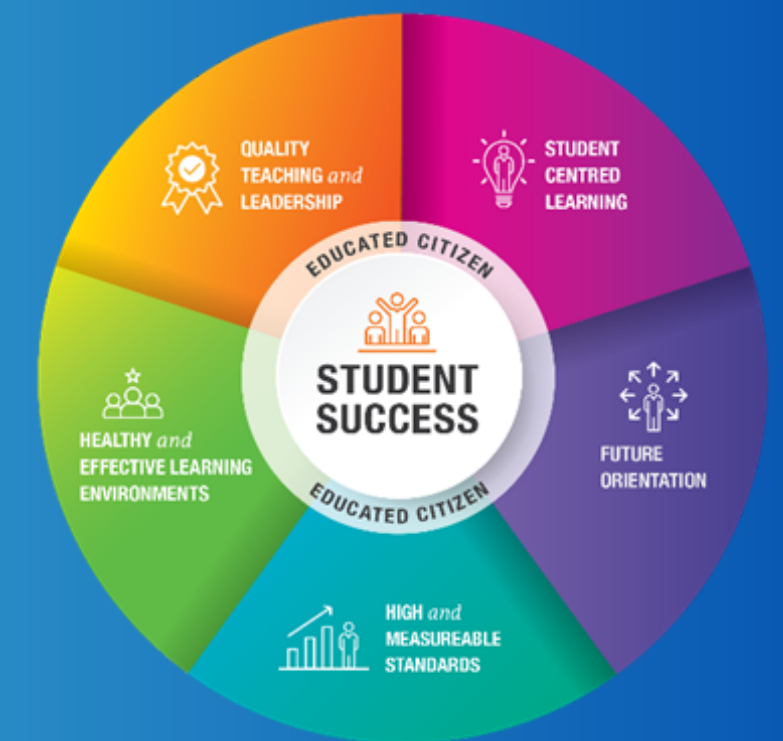 QUALITY
TEACHING and
LEADERSHIP
STUDENT
CENTRED
LEARNING
EDUCATED CITIZEN
STUDENT
SUCCESS
EDUCATED CITIZEN
HEALTHY and
EFFECTIVE LEARNING
ENVIRONMENTS
FUTURE
ORIENTATION
HIGH and
MEASUREABLE
STANDARDS